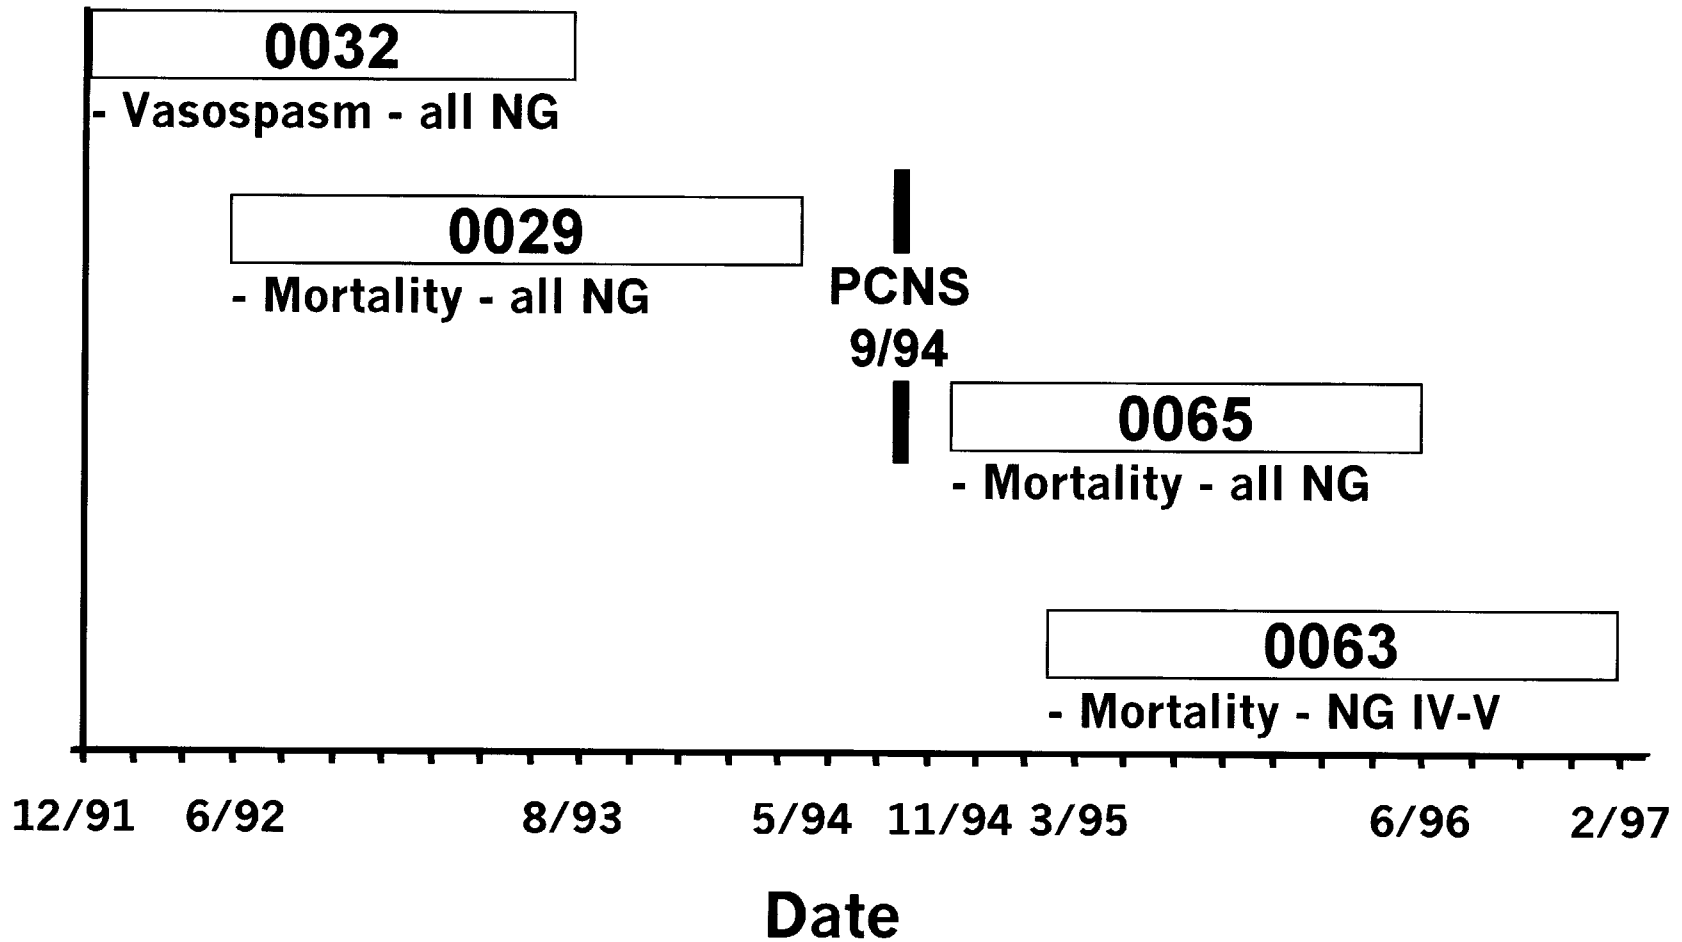 0032
- Vasospasm - all NG
0029
- Mortality - all NG
PCNS
9/94
0065
- Mortality - all NG
0063
- Mortality - NG IV-V
12/91 6/92 8/93 5/94 11/94 3/95 6/96 2/97
Date